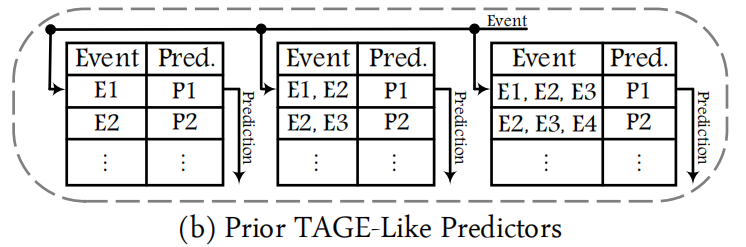 Event
Event Pred. Event Pred. Event Pred.
E1 P1 E1, E2 P1 E1, E2, E3 P1
E2 P2 E2, E3 P2 E2, E3, E4 P2
⋮ ⋮ ⋮ ⋮ ⋮ ⋮
Prediction Prediction Prediction
(b) Prior TAGE-Like Predictors